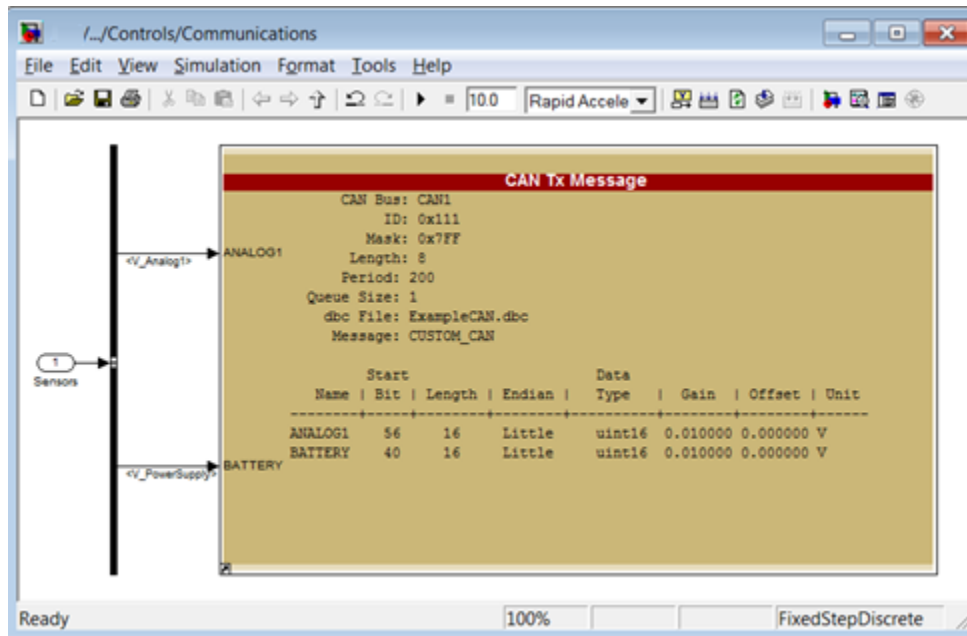 /.../Controls/Communications
File Edit View Simulation Format Tools Help
10.0 Rapid Accele
CAN Tx Message
CAN Bus: CAN1
ID: 0x111
Mask: 0x7FF
ANALOG1
<V_Analog1>
Length: 8
Period: 200
Queue Size: 1
dbc File: ExampleCAN.dbc
Message: CUSTOM_CAN
1
Sensors
Start Data
Name | Bit | Length | Endian | Type | Gain | Offset | Unit
--------+-----+--------+---------+---------+--------+--------+------
ANALOG1 56 16 Little uint16 0.010000 0.000000 V
BATTERY 40 16 Little uint16 0.010000 0.000000 V
BATTERY
<V_PowerSupply>
Ready 100% FixedStepDiscrete